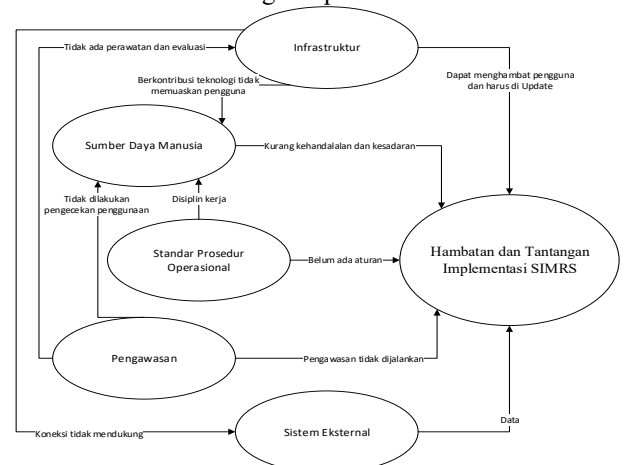 Infrastruktur
Tidak ada perawatan dan evaluasi
Dapat menghambat pengguna
dan harus di Update
Berkontribusi teknologi tidak
memuaskan pengguna
Sumber Daya Manusia
Kurang kehandalan dan kesadaran
Tidak dilakukan
pengecekan penggunaan
Disiplin kerja
Standar Prosedur
Operasional
Belum ada aturan
Hambatan dan Tantangan
Implementasi SIMRS
Pengawasan
Pengawasan tidak dijalankan
Data
Koneksi tidak mendukung
Sistem Eksternal